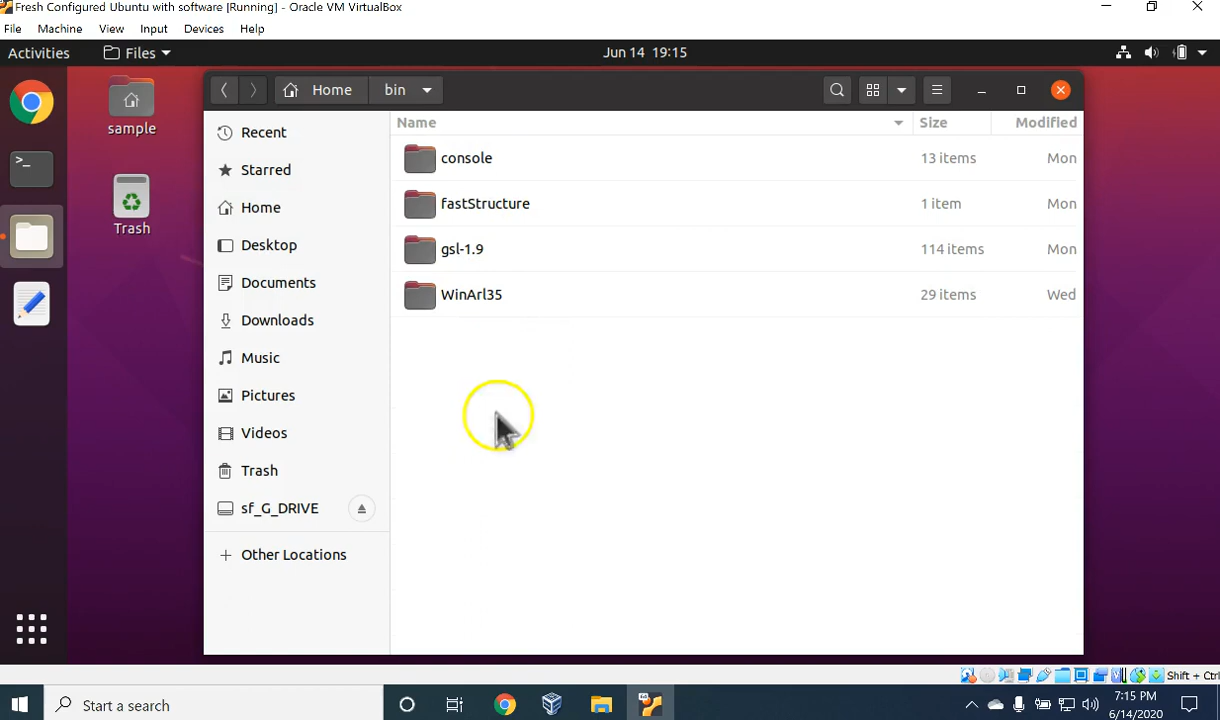 Fresh Configured Ubuntu with software [Running] - Oracle VM VirtualBox
File Machine View Input Devices Help
Activities Files Jun 14 19:15
sample
Trash
Home bin
Recent
Starred
Home
Desktop
Documents
Downloads
Music
Pictures
Videos
Trash
sf_G_DRIVE
+ Other Locations
Name Size Modified
console 13 items Mon
fastStructure 1 item Mon
gsl-1.9 114 items Mon
WinArl35 29 items Wed
Shift + Ctrl
Start a search
7:15 PM
6/14/2020